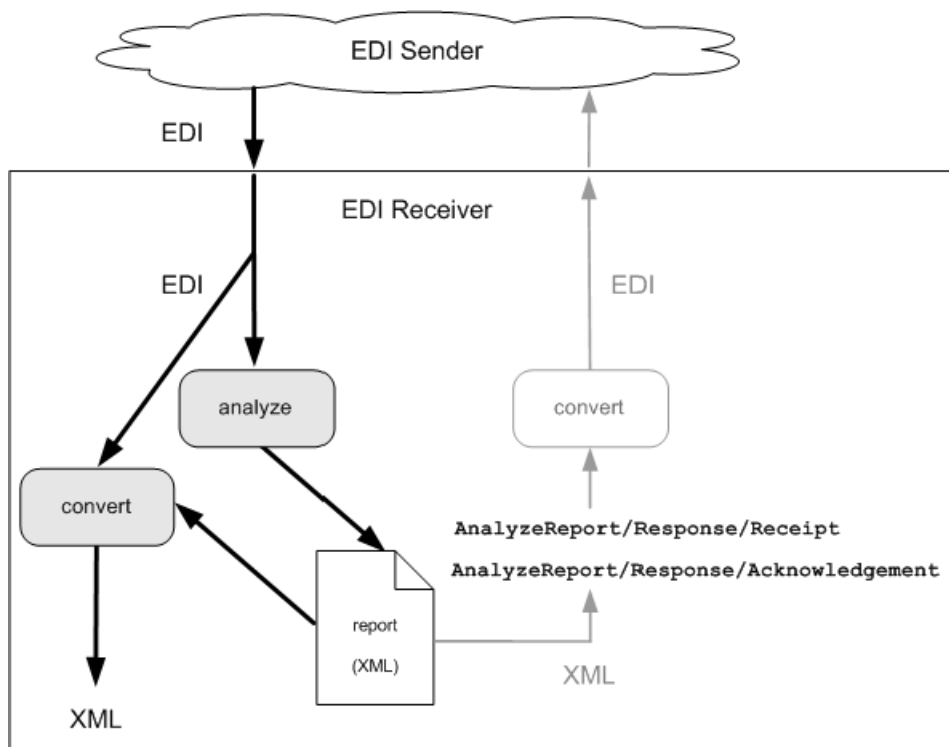 EDI Sender
EDI
EDI Receiver
EDI
EDI
analyze
convert
convert
AnalyzeReport/Response/Receipt
AnalyzeReport/Response/Acknowledgement
report
(XML)
XML
XML